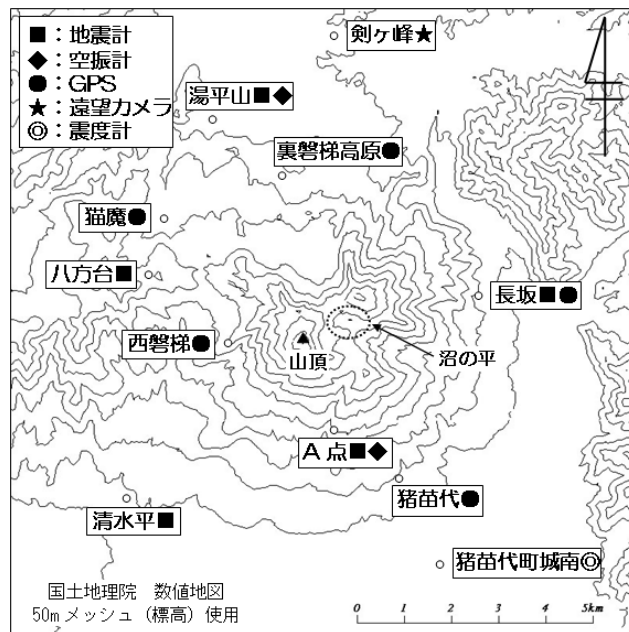 ■：地震計
◆：空振計
●：GPS
★：遠望カメラ
◎：震度計
剣ヶ峰★
湯平山■◆
裏磐梯高原●
猫魔●
八方台■
長坂■●
西磐梯●
山頂
沼の平
A 点■◆
猪苗代●
清水平■
猪苗代町城南◎
国土地理院 数値地図
50m メッシュ（標高）使用
0 1 2 3 4 5km